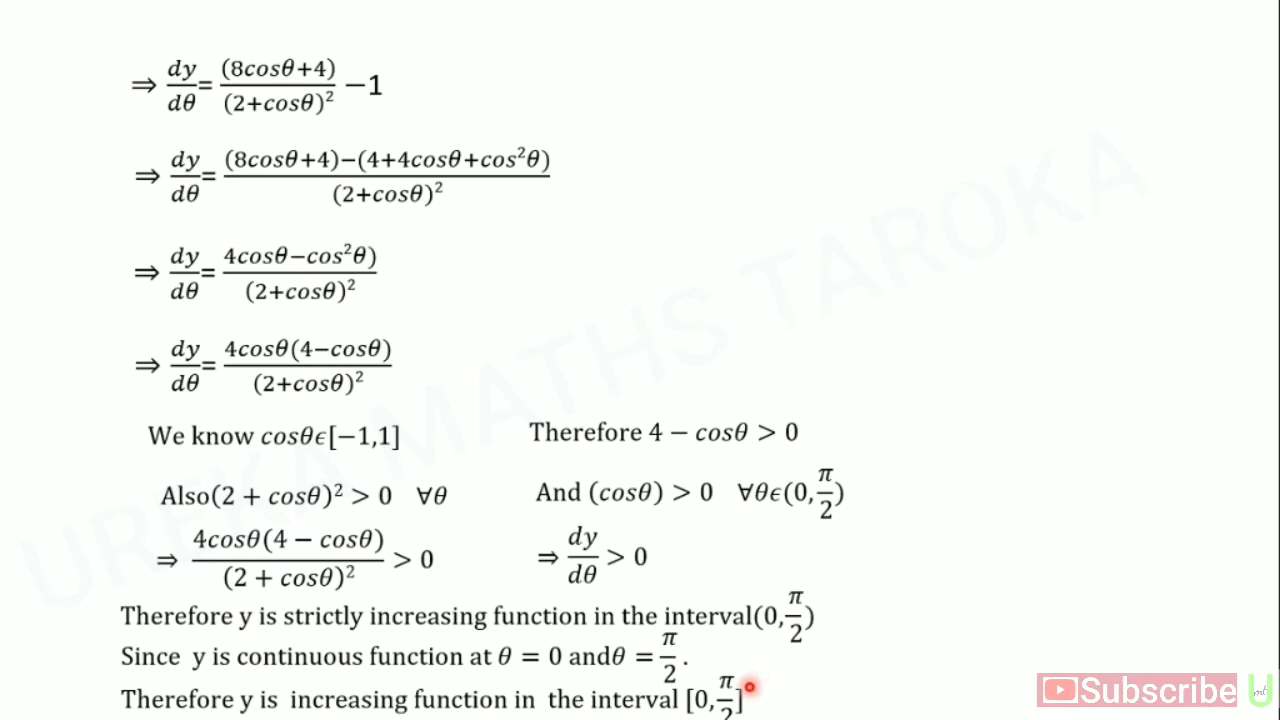 ⇒ dy/dθ = (8cosθ+4)/(2+cosθ)² −1
⇒ dy/dθ = (8cosθ+4)−(4+4cosθ+cos²θ)/(2+cosθ)²
⇒ dy/dθ = 4cosθ−cos²θ)/(2+cosθ)²
⇒ dy/dθ = 4cosθ(4−cosθ)/(2+cosθ)²
We know cosθϵ[−1,1]
Therefore 4 − cosθ > 0
Also(2 + cosθ)² > 0 ∀θ
And (cosθ) > 0 ∀θϵ(0,π/2)
⇒ 4cosθ(4 − cosθ)/(2 + cosθ)² > 0
⇒ dy/dθ > 0
Therefore y is strictly increasing function in the interval(0,π/2)
Since y is continuous function at θ = 0 andθ = π/2 .
Therefore y is increasing function in the interval [0,π/2]
UREKA MATHS TAROKA
Subscribe
U mt